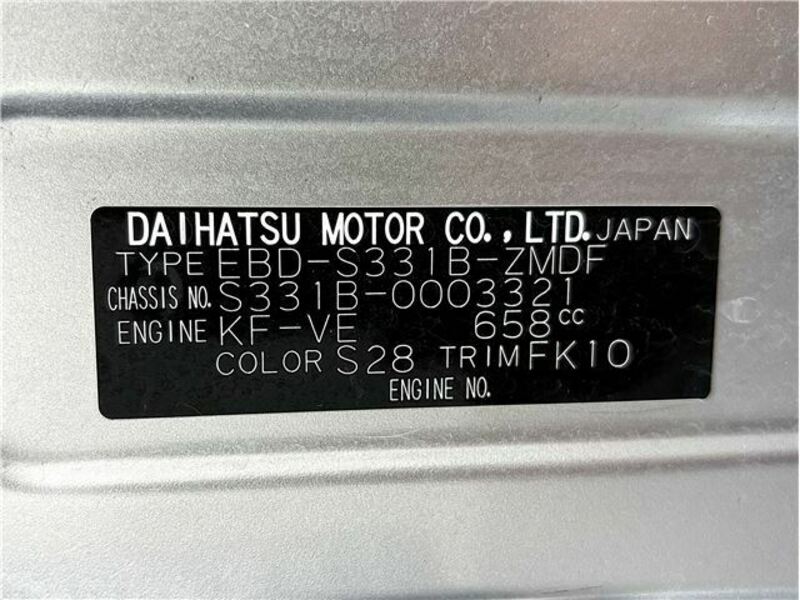 DAIHATSU MOTOR CO., LTD. JAPAN
TYPE EBD-S331B-ZMDF
CHASSIS NO. S331B-0003321
ENGINE KF-VE 658cc
COLOR S28 TRIM FK10
ENGINE NO.